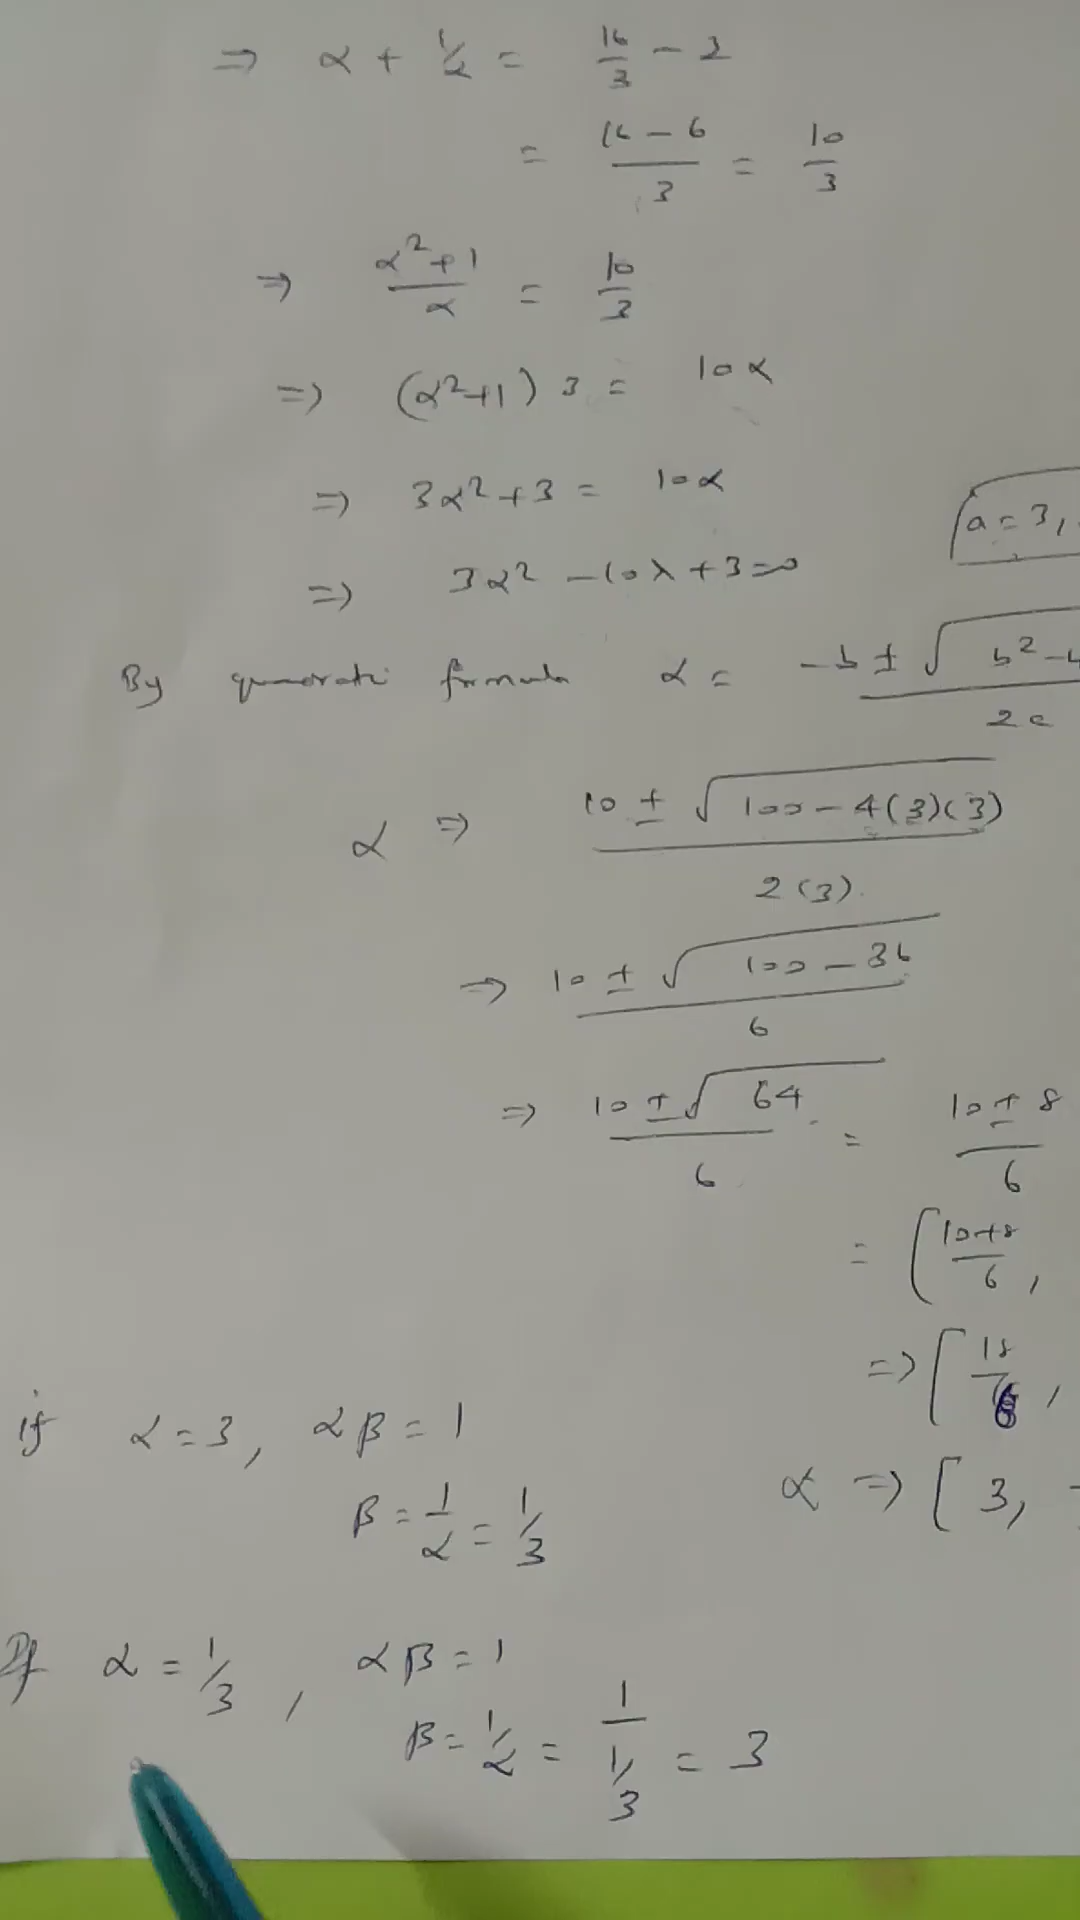 ⇒ α + 1/α = 16/3 − 2
= (16 − 6)/3 = 10/3
⇒ (α²+1)/α = 10/3
⇒ (α²+1) 3 = 10α
⇒ 3α²+3 = 10α
a = 3,
⇒ 3α² − 10α + 3 = 0
By formula α = −b ± √b² − 4
2a
α ⇒ 10 ± √100 − 4(3)(3)
2(3)
⇒ 10 ± √100 − 36
6
⇒ 10 ± √64 / 6 = 10 ± 8 / 6
= [10+8 / 6 ,
⇒ [18 / 6 ,
if α = 3, αβ = 1
α ⇒ [3,
β = 1/α = 1/3
If α = 1/3 , αβ = 1
β = 1/α = 1/(1/3) = 3